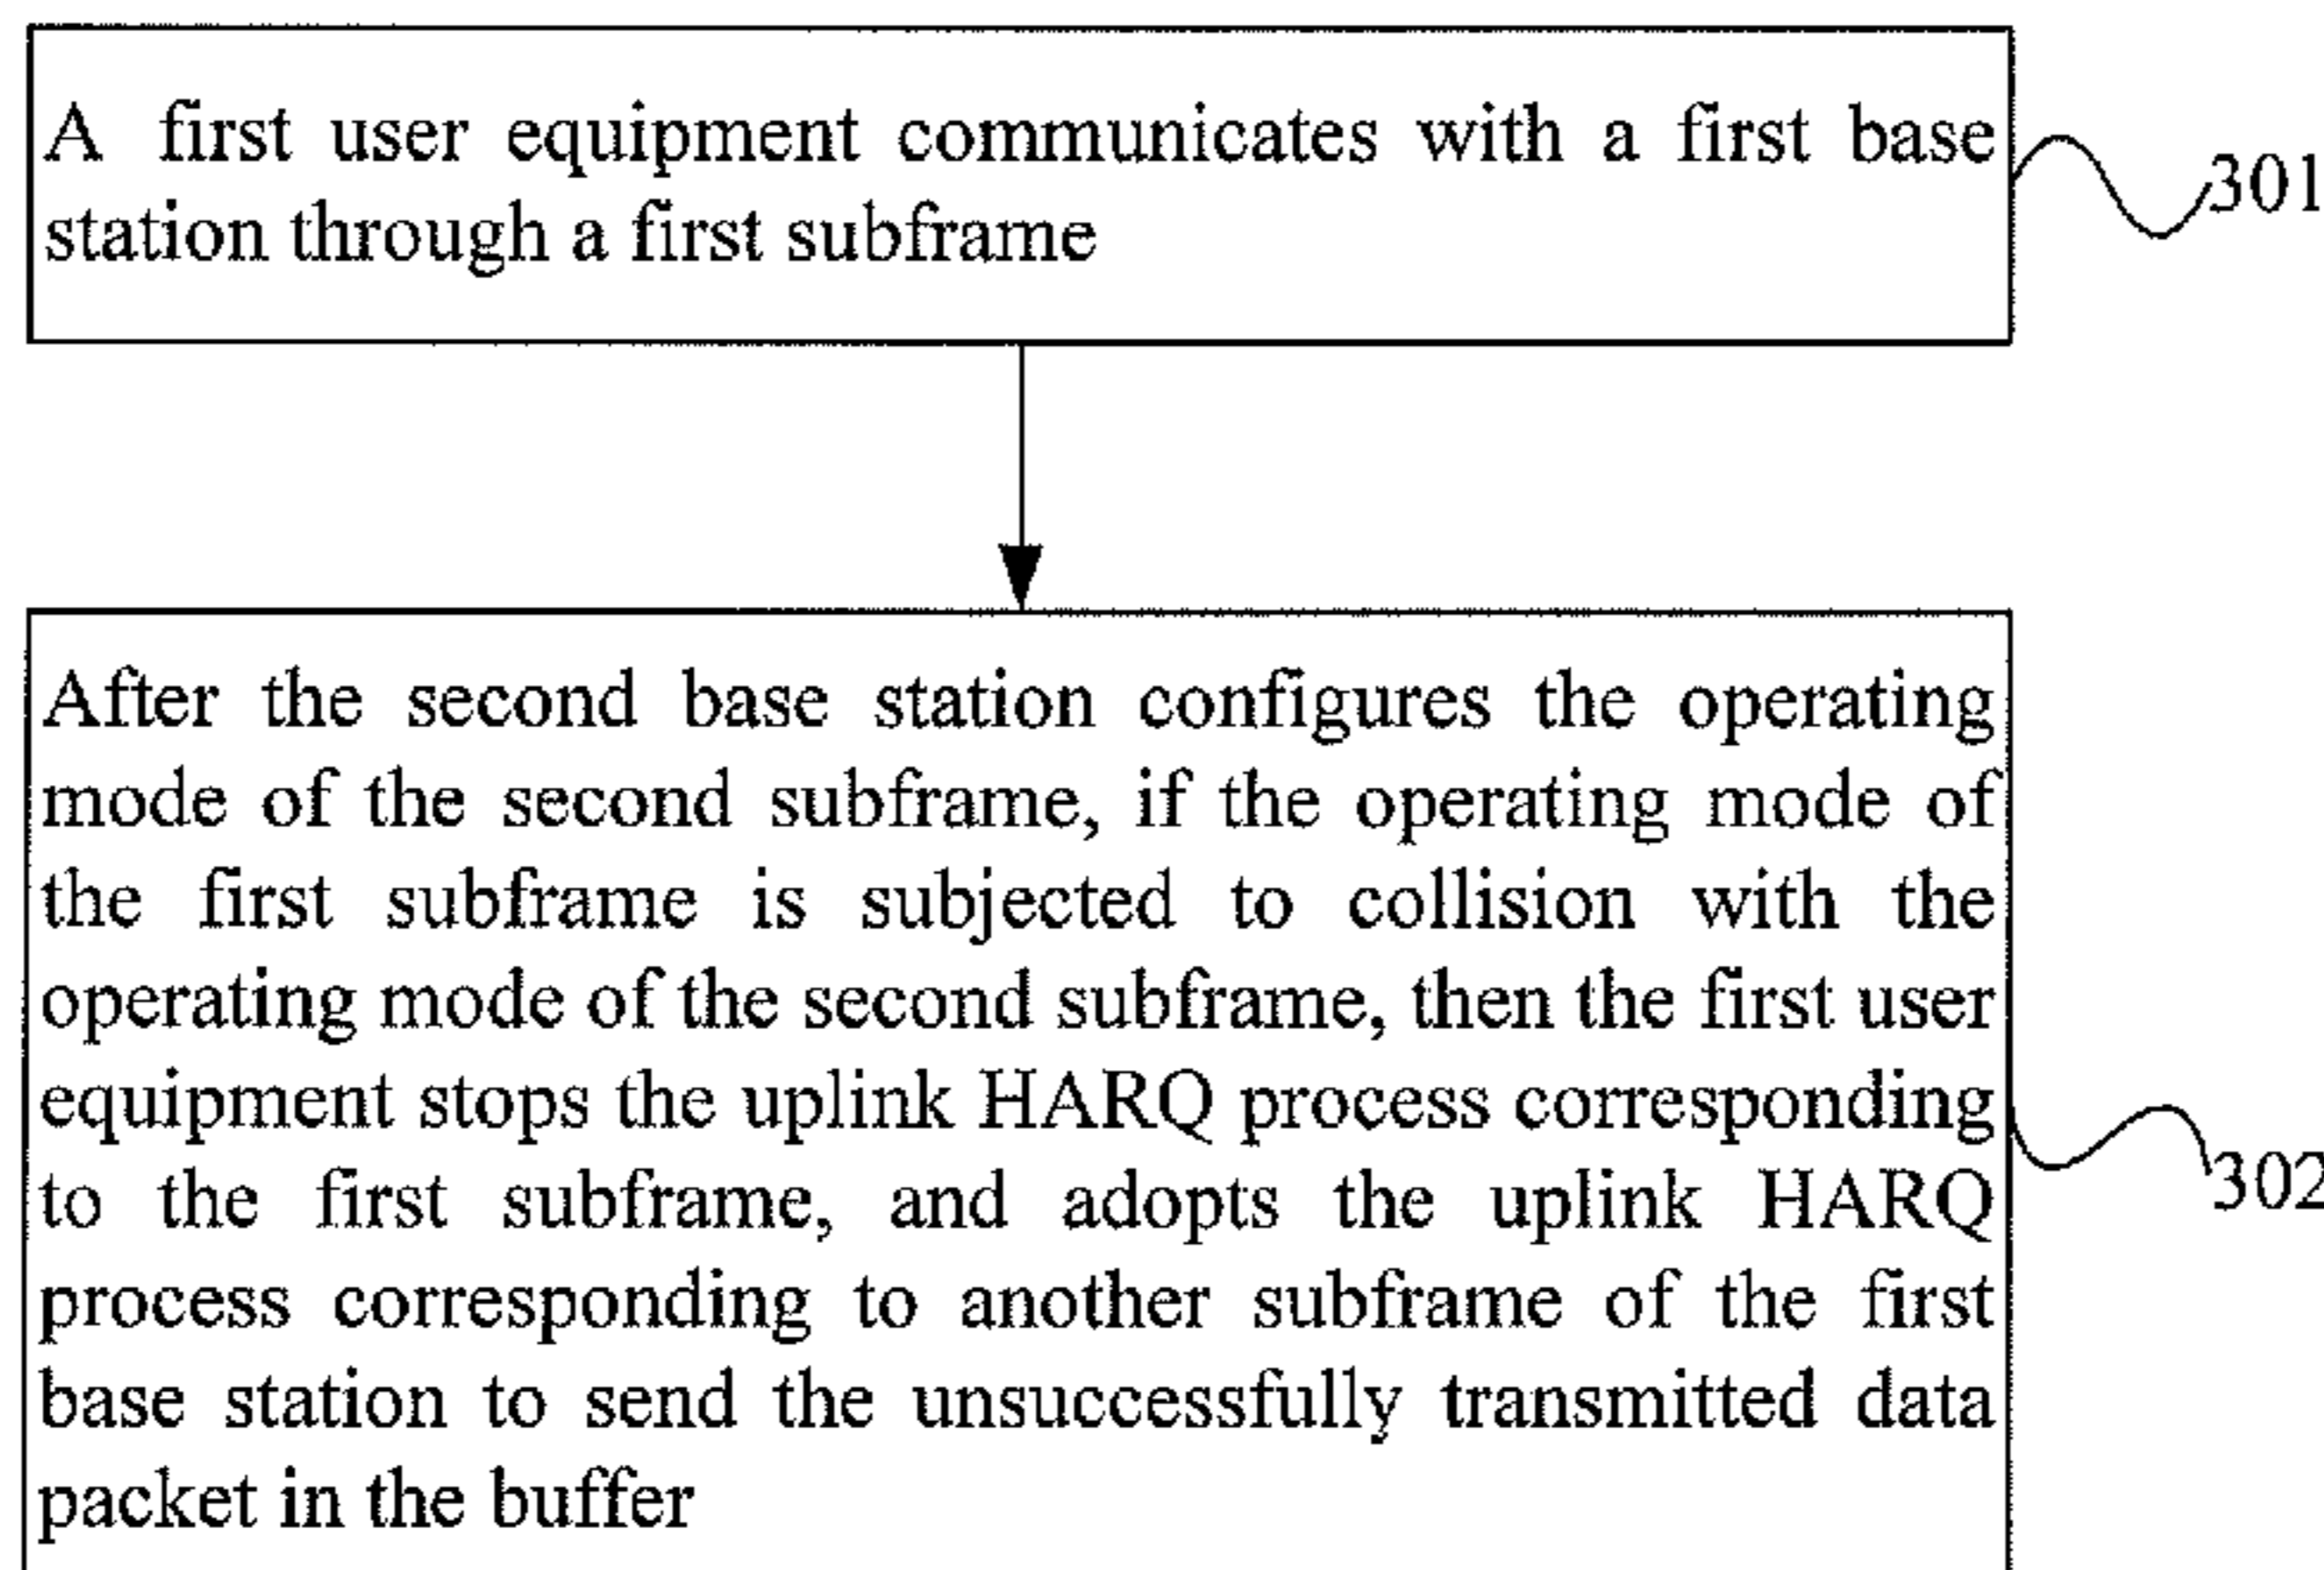 A first user equipment communicates with a first base
station through a first subframe
301
After the second base station configures the operating
mode of the second subframe, if the operating mode of
the first subframe is subjected to collision with the
operating mode of the second subframe, then the first user
equipment stops the uplink HARQ process corresponding
to the first subframe, and adopts the uplink HARQ
process corresponding to another subframe of the first
base station to send the unsuccessfully transmitted data
packet in the buffer
302